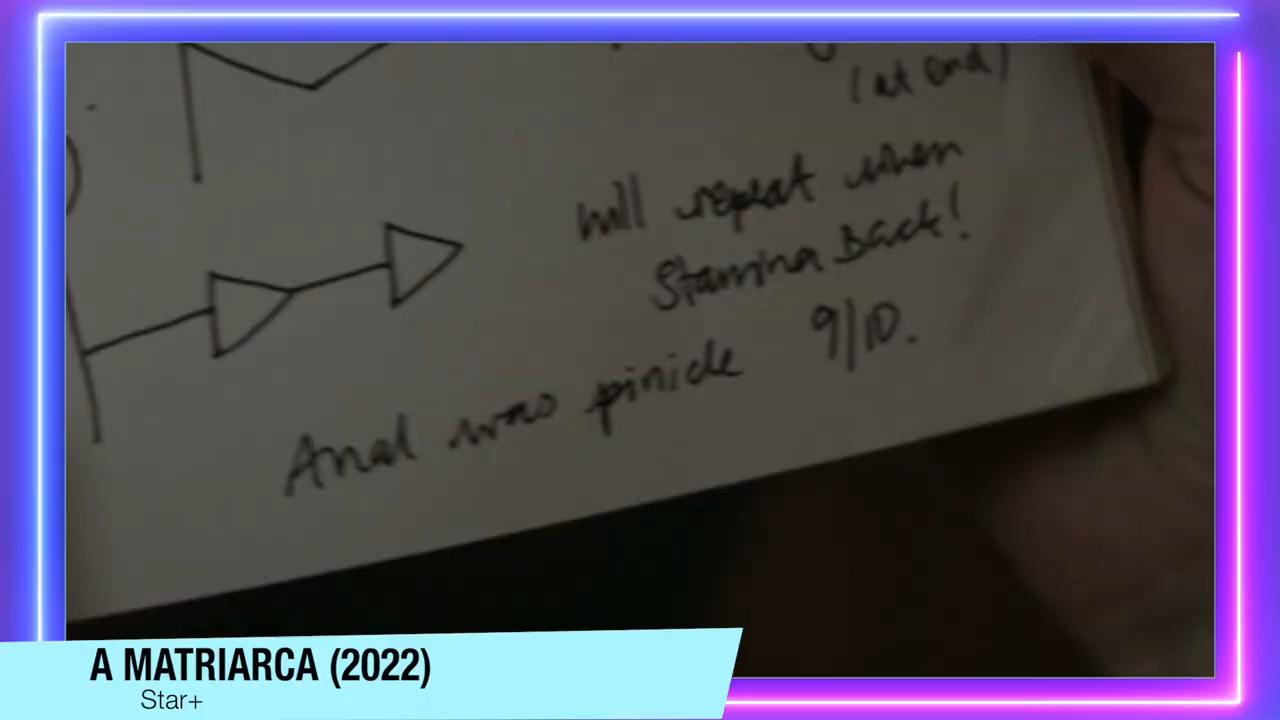 (at end)
Will repeat when
Stamina Back!
Anal was pinicle 9/10.
A MATRIARCA (2022)
Star+